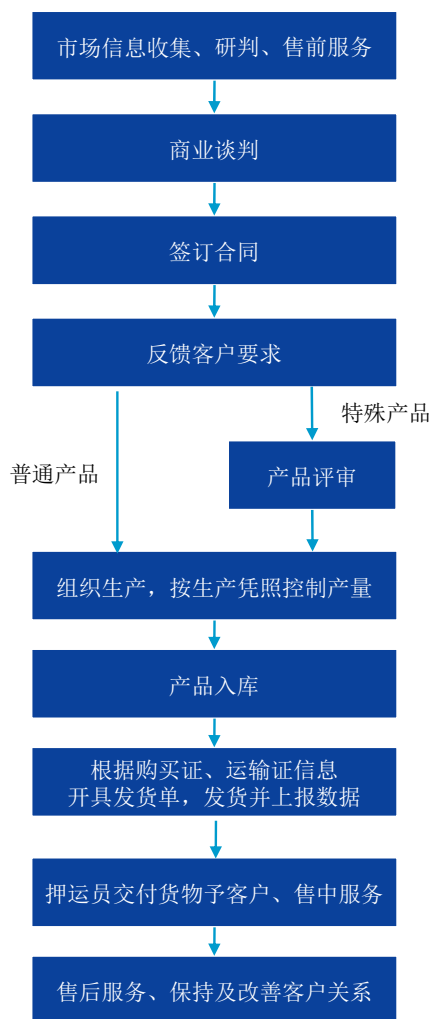 市场信息收集、研判、售前服务
商业谈判
签订合同
反馈客户要求
特殊产品
普通产品
产品评审
组织生产，按生产凭照控制产量
产品入库
根据购买证、运输证信息
开具发货单，发货并上报数据
押运员交付货物予客户、售中服务
售后服务、保持及改善客户关系